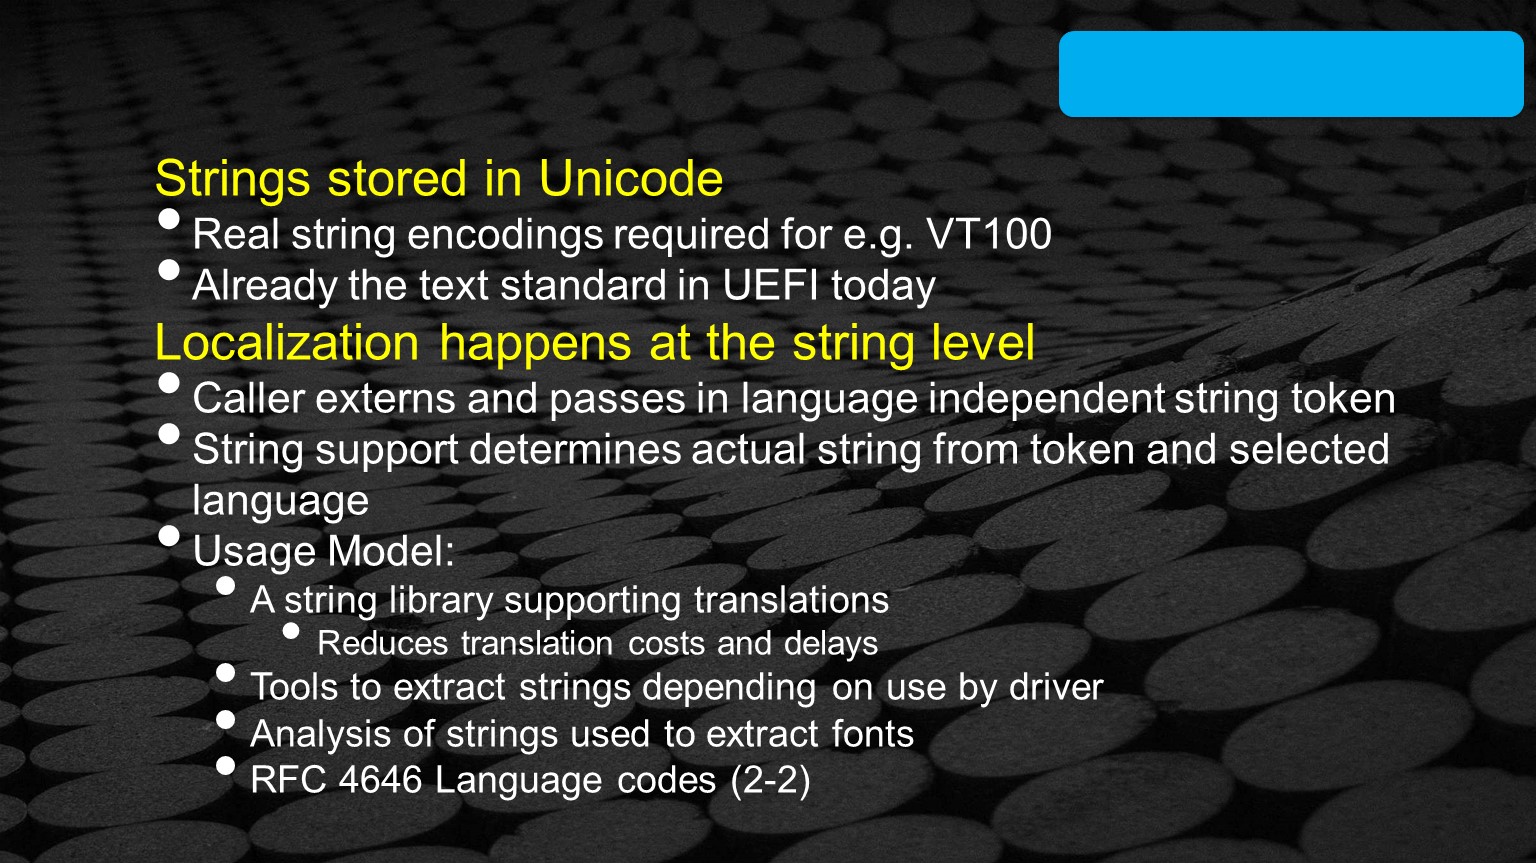 Strings stored in Unicode
• Real string encodings required for e.g. VT100
• Already the text standard in UEFI today
Localization happens at the string level
• Caller externs and passes in language independent string token
• String support determines actual string from token and selected
language
• Usage Model:
• A string library supporting translations
• Reduces translation costs and delays
• Tools to extract strings depending on use by driver
• Analysis of strings used to extract fonts
• RFC 4646 Language codes (2-2)